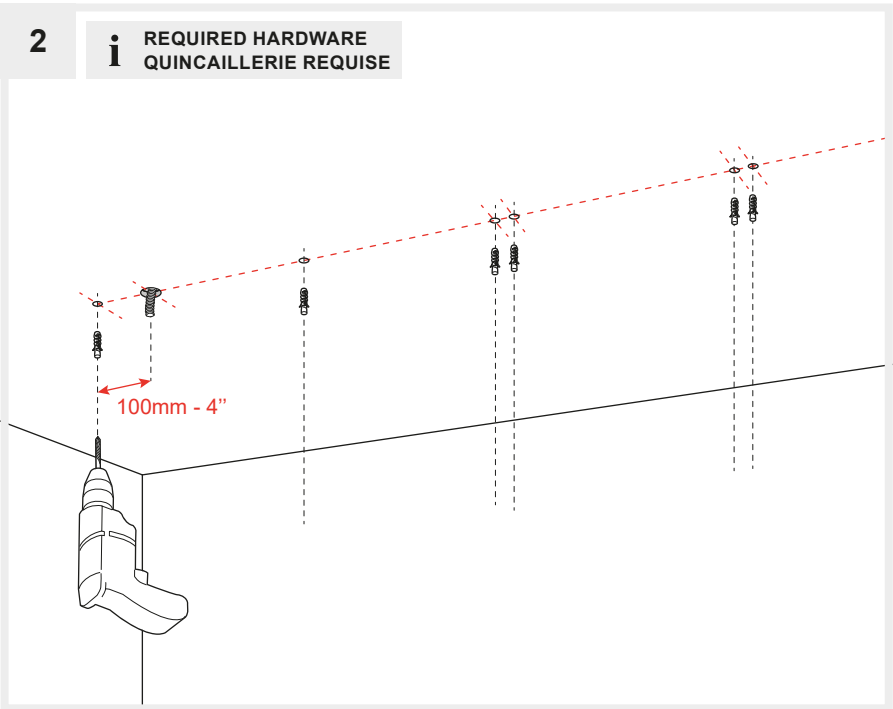 2
i
REQUIRED HARDWARE
QUINCAILLERIE REQUISE
100mm - 4’’